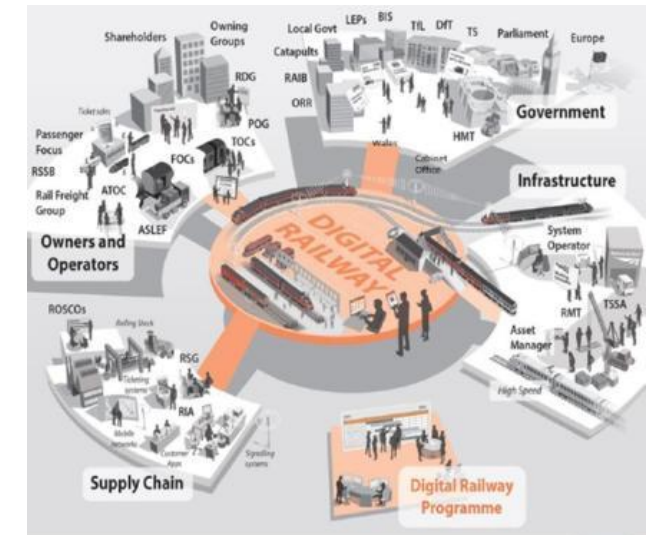 Shareholders
Owning
Groups
RDG
POG
Ticket sales
Passenger
Focus
TOCs
FOCs
RSSB
ATOC
Rail Freight
Group
ASLEF
Owners and
Operators
Local Govt
LEPs
BIS
TfL
DfT
TS
Parliament
Europe
Catapults
RAIB
ORR
Government
HMT
Wales
Cabinet
Office
Infrastructure
System
Operator
RMT
TSSA
Asset
Manager
High Speed
DIGITAL
RAILWAY
ROSCOs
Rolling Stock
RSG
Ticketing
systems
RIA
Mobile
Networks
Customer
Apps
Signalling
systems
Supply Chain
Digital Railway
Programme